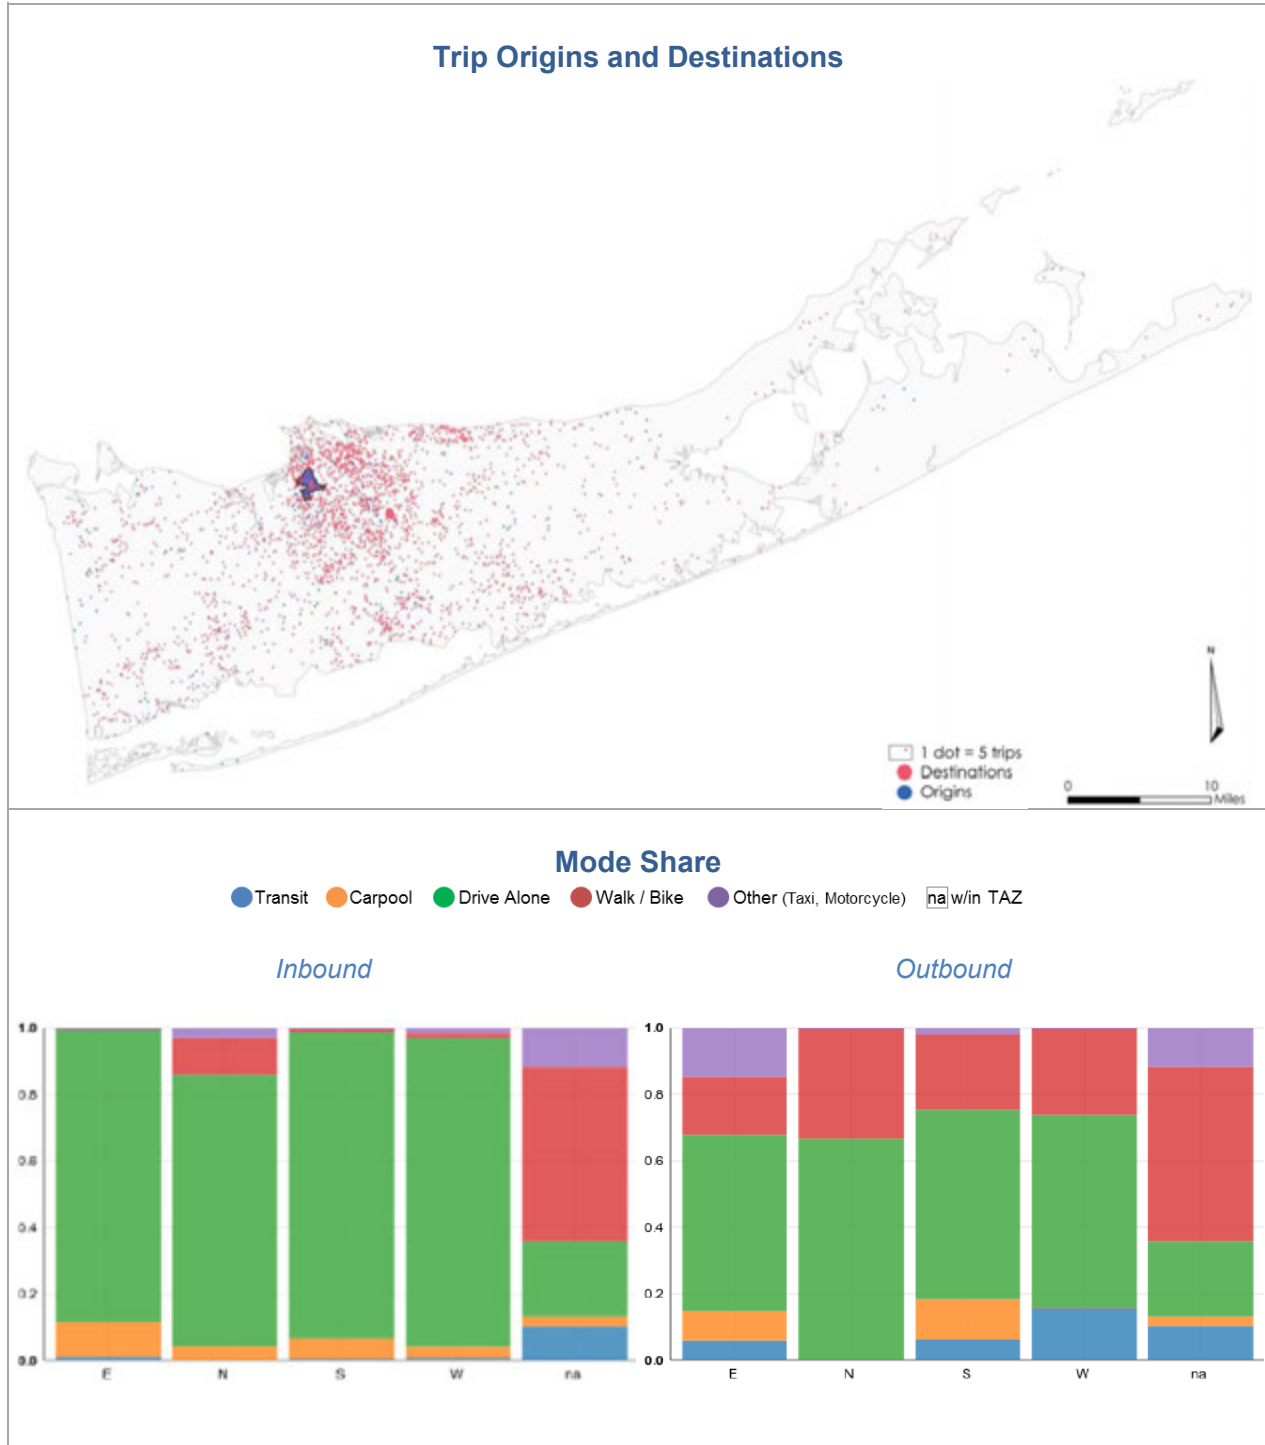 Trip Origins and Destinations
N
1 dot = 5 trips
Destinations
Origins
0 10
Miles
Mode Share
Transit Carpool Drive Alone Walk / Bike Other (Taxi, Motorcycle) na w/in TAZ
Inbound Outbound
1.0
0.8
0.6
0.4
0.2
0.0
E N S W na
1.0
0.8
0.6
0.4
0.2
0.0
E N S W na